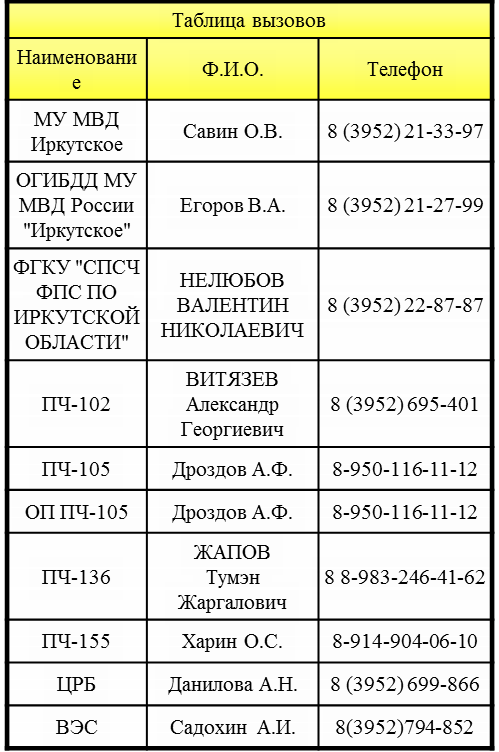 Таблица вызовов
Наименовани
е
Ф.И.О.
Телефон
МУ МВД
Иркутское
Савин О.В.
8 (3952) 21-33-97
ОГИБДД МУ
МВД России
"Иркутское"
Егоров В.А.
8 (3952) 21-27-99
ФГКУ "СПСЧ
ФПС ПО
ИРКУТСКОЙ
ОБЛАСТИ"
НЕЛЮБОВ
ВАЛЕНТИН
НИКОЛАЕВИЧ
8 (3952) 22-87-87
ПЧ-102
ВИТЯЗЕВ
Александр
Георгиевич
8 (3952) 695-401
ПЧ-105
Дроздов А.Ф.
8-950-116-11-12
ОП ПЧ-105
Дроздов А.Ф.
8-950-116-11-12
ПЧ-136
ЖАПОВ
Тумэн
Жаргалович
8 8-983-246-41-62
ПЧ-155
Харин О.С.
8-914-904-06-10
ЦРБ
Данилова А.Н.
8 (3952) 699-866
ВЭС
Садохин А.И.
8(3952)794-852